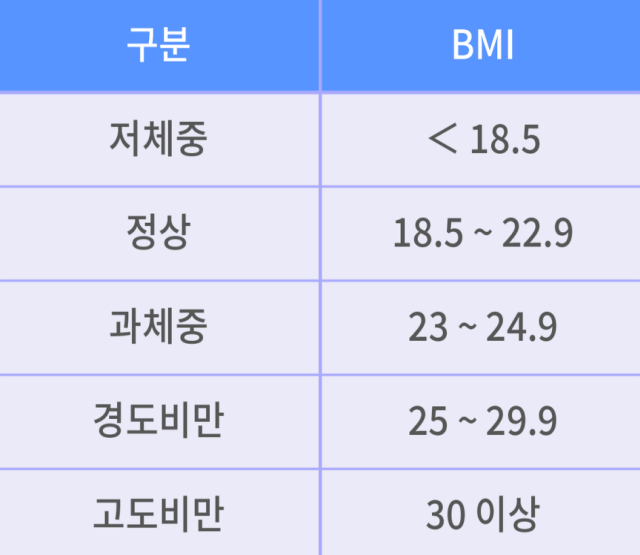 구분 BMI
저체중 < 18.5
정상 18.5 ~ 22.9
과체중 23 ~ 24.9
경도비만 25 ~ 29.9
고도비만 30 이상